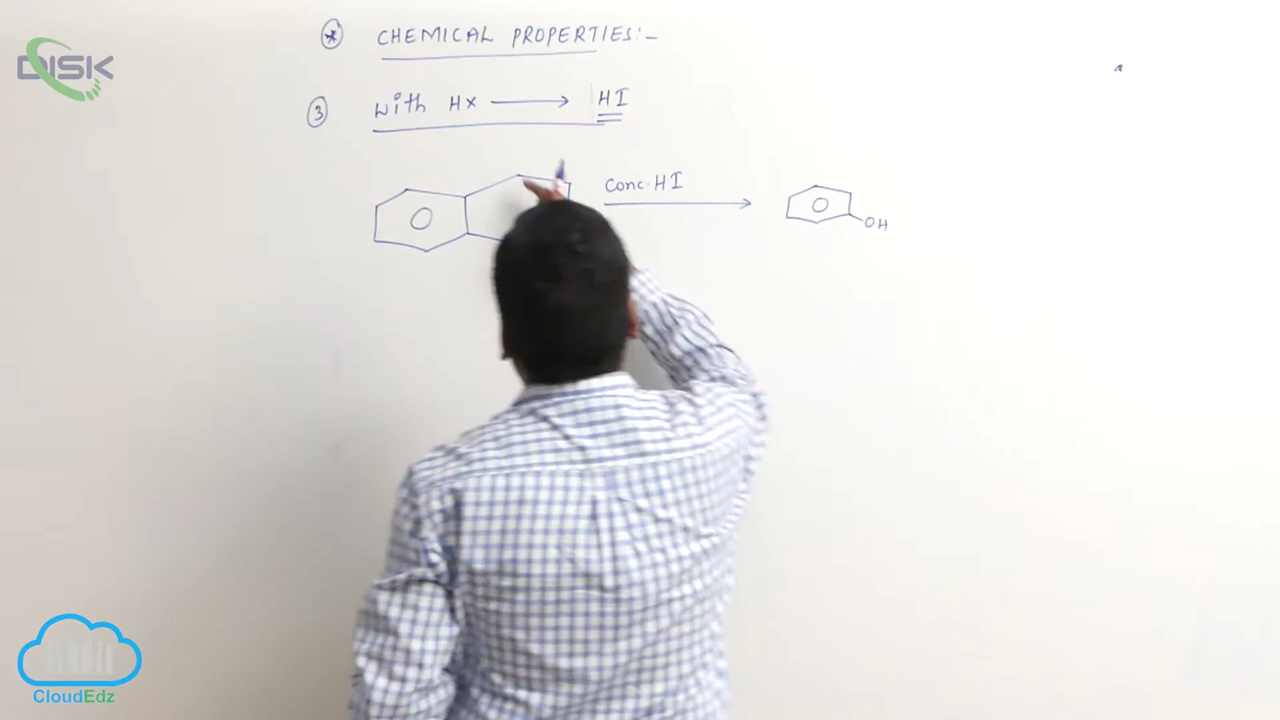 DISK
* CHEMICAL PROPERTIES:-
3 With HX → HI
Conc. HI
OH
CloudEdz